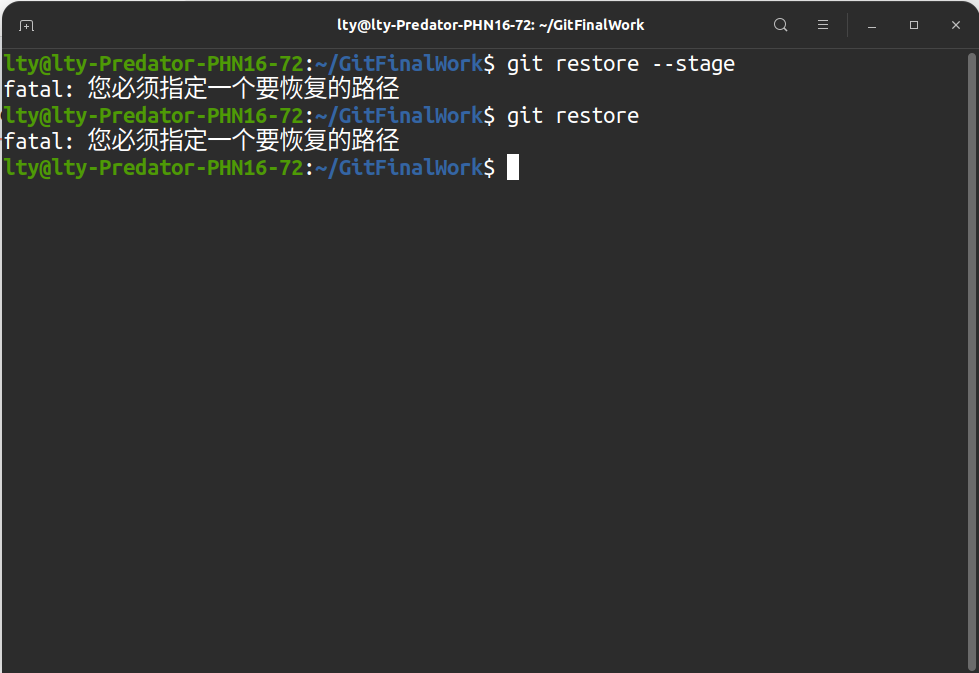 lty@lty-Predator-PHN16-72: ~/GitFinalWork
lty@lty-Predator-PHN16-72:~/GitFinalWork$ git restore --stage
fatal: 您必须指定一个要恢复的路径
lty@lty-Predator-PHN16-72:~/GitFinalWork$ git restore
fatal: 您必须指定一个要恢复的路径
lty@lty-Predator-PHN16-72:~/GitFinalWork$